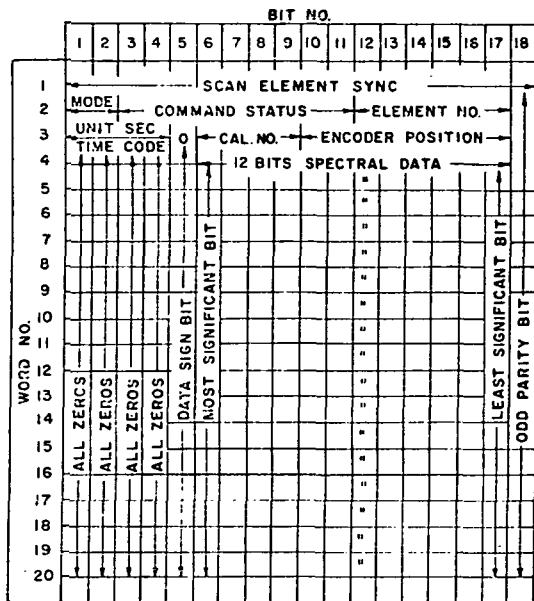 BIT NO.
1 2 3 4 5 6 7 8 9 10 11 12 13 14 15 16 17 18
WORD NO.
1 SCAN ELEMENT SYNC
2 MODE COMMAND STATUS ELEMENT NO.
3 UNIT SEC O CAL. NO. ENCODER POSITION
TIME CODE
4 12 BITS SPECTRAL DATA
5 "
6 "
7 "
8 "
9 "
10 "
11 "
12 "
13 "
14 "
15 "
16 "
17 "
18 "
19 "
20 "
ALL ZEROS
ALL ZEROS
ALL ZEROS
ALL ZEROS
DATA SIGN BIT
MOST SIGNIFICANT BIT
LEAST SIGNIFICANT BIT
ODD PARITY BIT